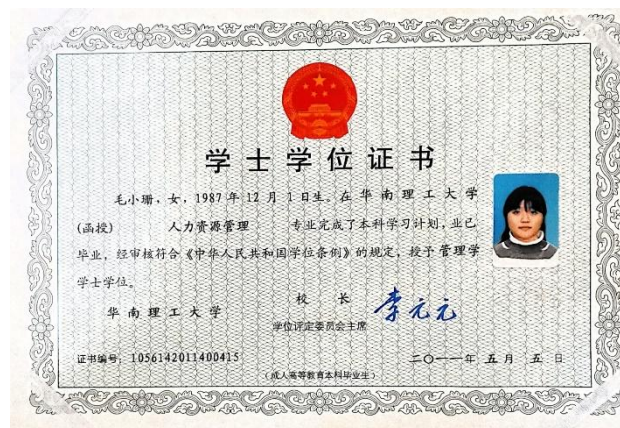 学士学位证书
毛小珊，女，1987年12月1日生。在华南理工大学
(函授) 人力资源管理 专业完成了本科学习计划，业已
毕业，经审核符合《中华人民共和国学位条例》的规定，授予管理学
学士学位。
华南理工大学 校长 李元元
学位评定委员会主席
证书编号：1056142011400415 二〇一一年五月五日
(成人高等教育本科毕业生)